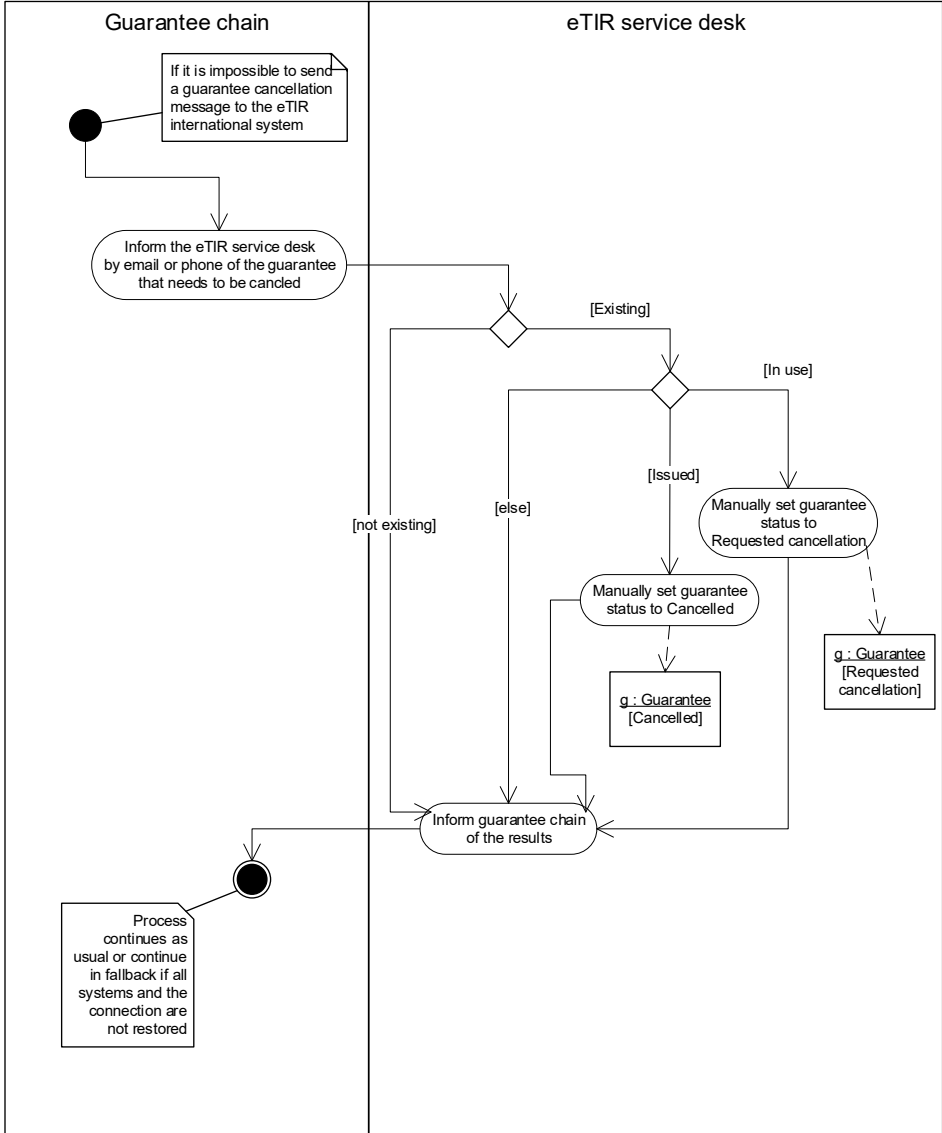 Guarantee chain
eTIR service desk
If it is impossible to send
a guarantee cancellation
message to the eTIR
international system
Inform the eTIR service desk
by email or phone of the guarantee
that needs to be cancled
[Existing]
[In use]
[Issued]
[else]
[not existing]
Manually set guarantee
status to
Requested cancellation
Manually set guarantee
status to Cancelled
g : Guarantee
[Requested
cancellation]
g : Guarantee
[Cancelled]
Inform guarantee chain
of the results
Process
continues as
usual or continue
in fallback if all
systems and the
connection are
not restored